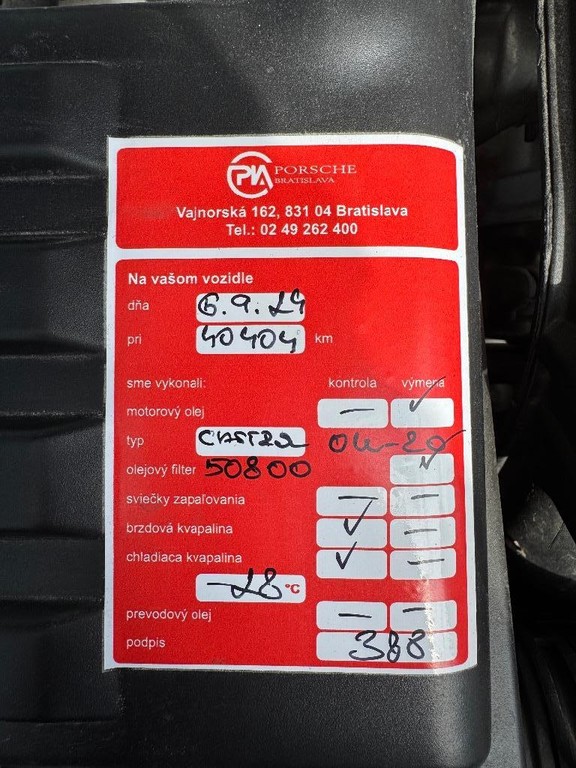 PIA PORSCHE
BRATISLAVA
Vajnorská 162, 831 04 Bratislava
Tel.: 02 49 262 400
Na vašom vozidle
dňa 6.9.24
pri 40404 km
sme vykonali: kontrola výmena
motorový olej – ✓
typ 0W-20
olejový filter 50800 ✓
sviečky zapaľovania – –
brzdová kvapalina ✓ –
chladiaca kvapalina ✓ –
-28 °C
prevodový olej – –
podpis 388